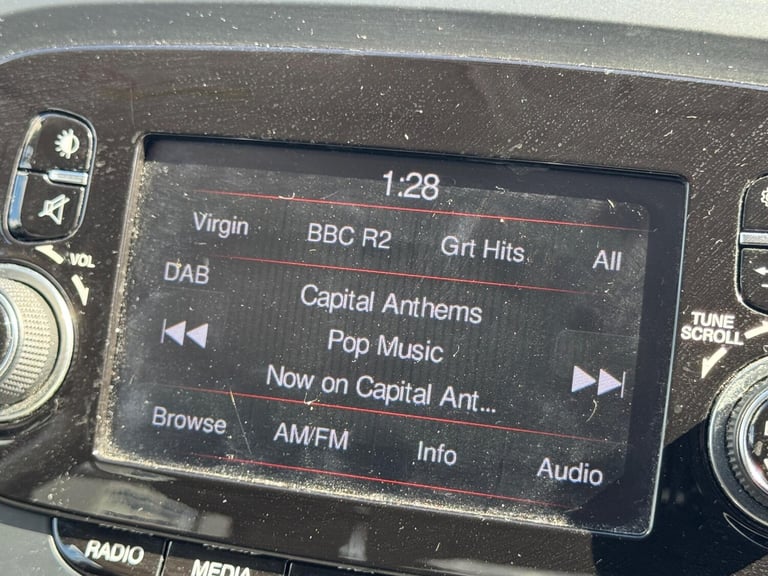 1:28
Virgin BBC R2 Grt Hits All
DAB
Capital Anthems
Pop Music
Now on Capital Ant...
Browse AM/FM Info Audio
VOL
TUNE
SCROLL
RADIO MEDIA